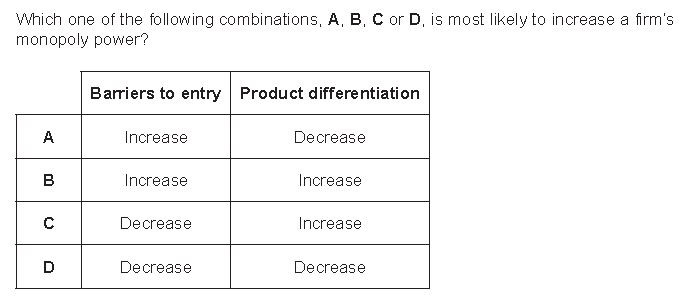 Which one of the following combinations, A, B, C or D, is most likely to increase a firm's
monopoly power?
Barriers to entry Product differentiation
A Increase Decrease
B Increase Increase
C Decrease Increase
D Decrease Decrease